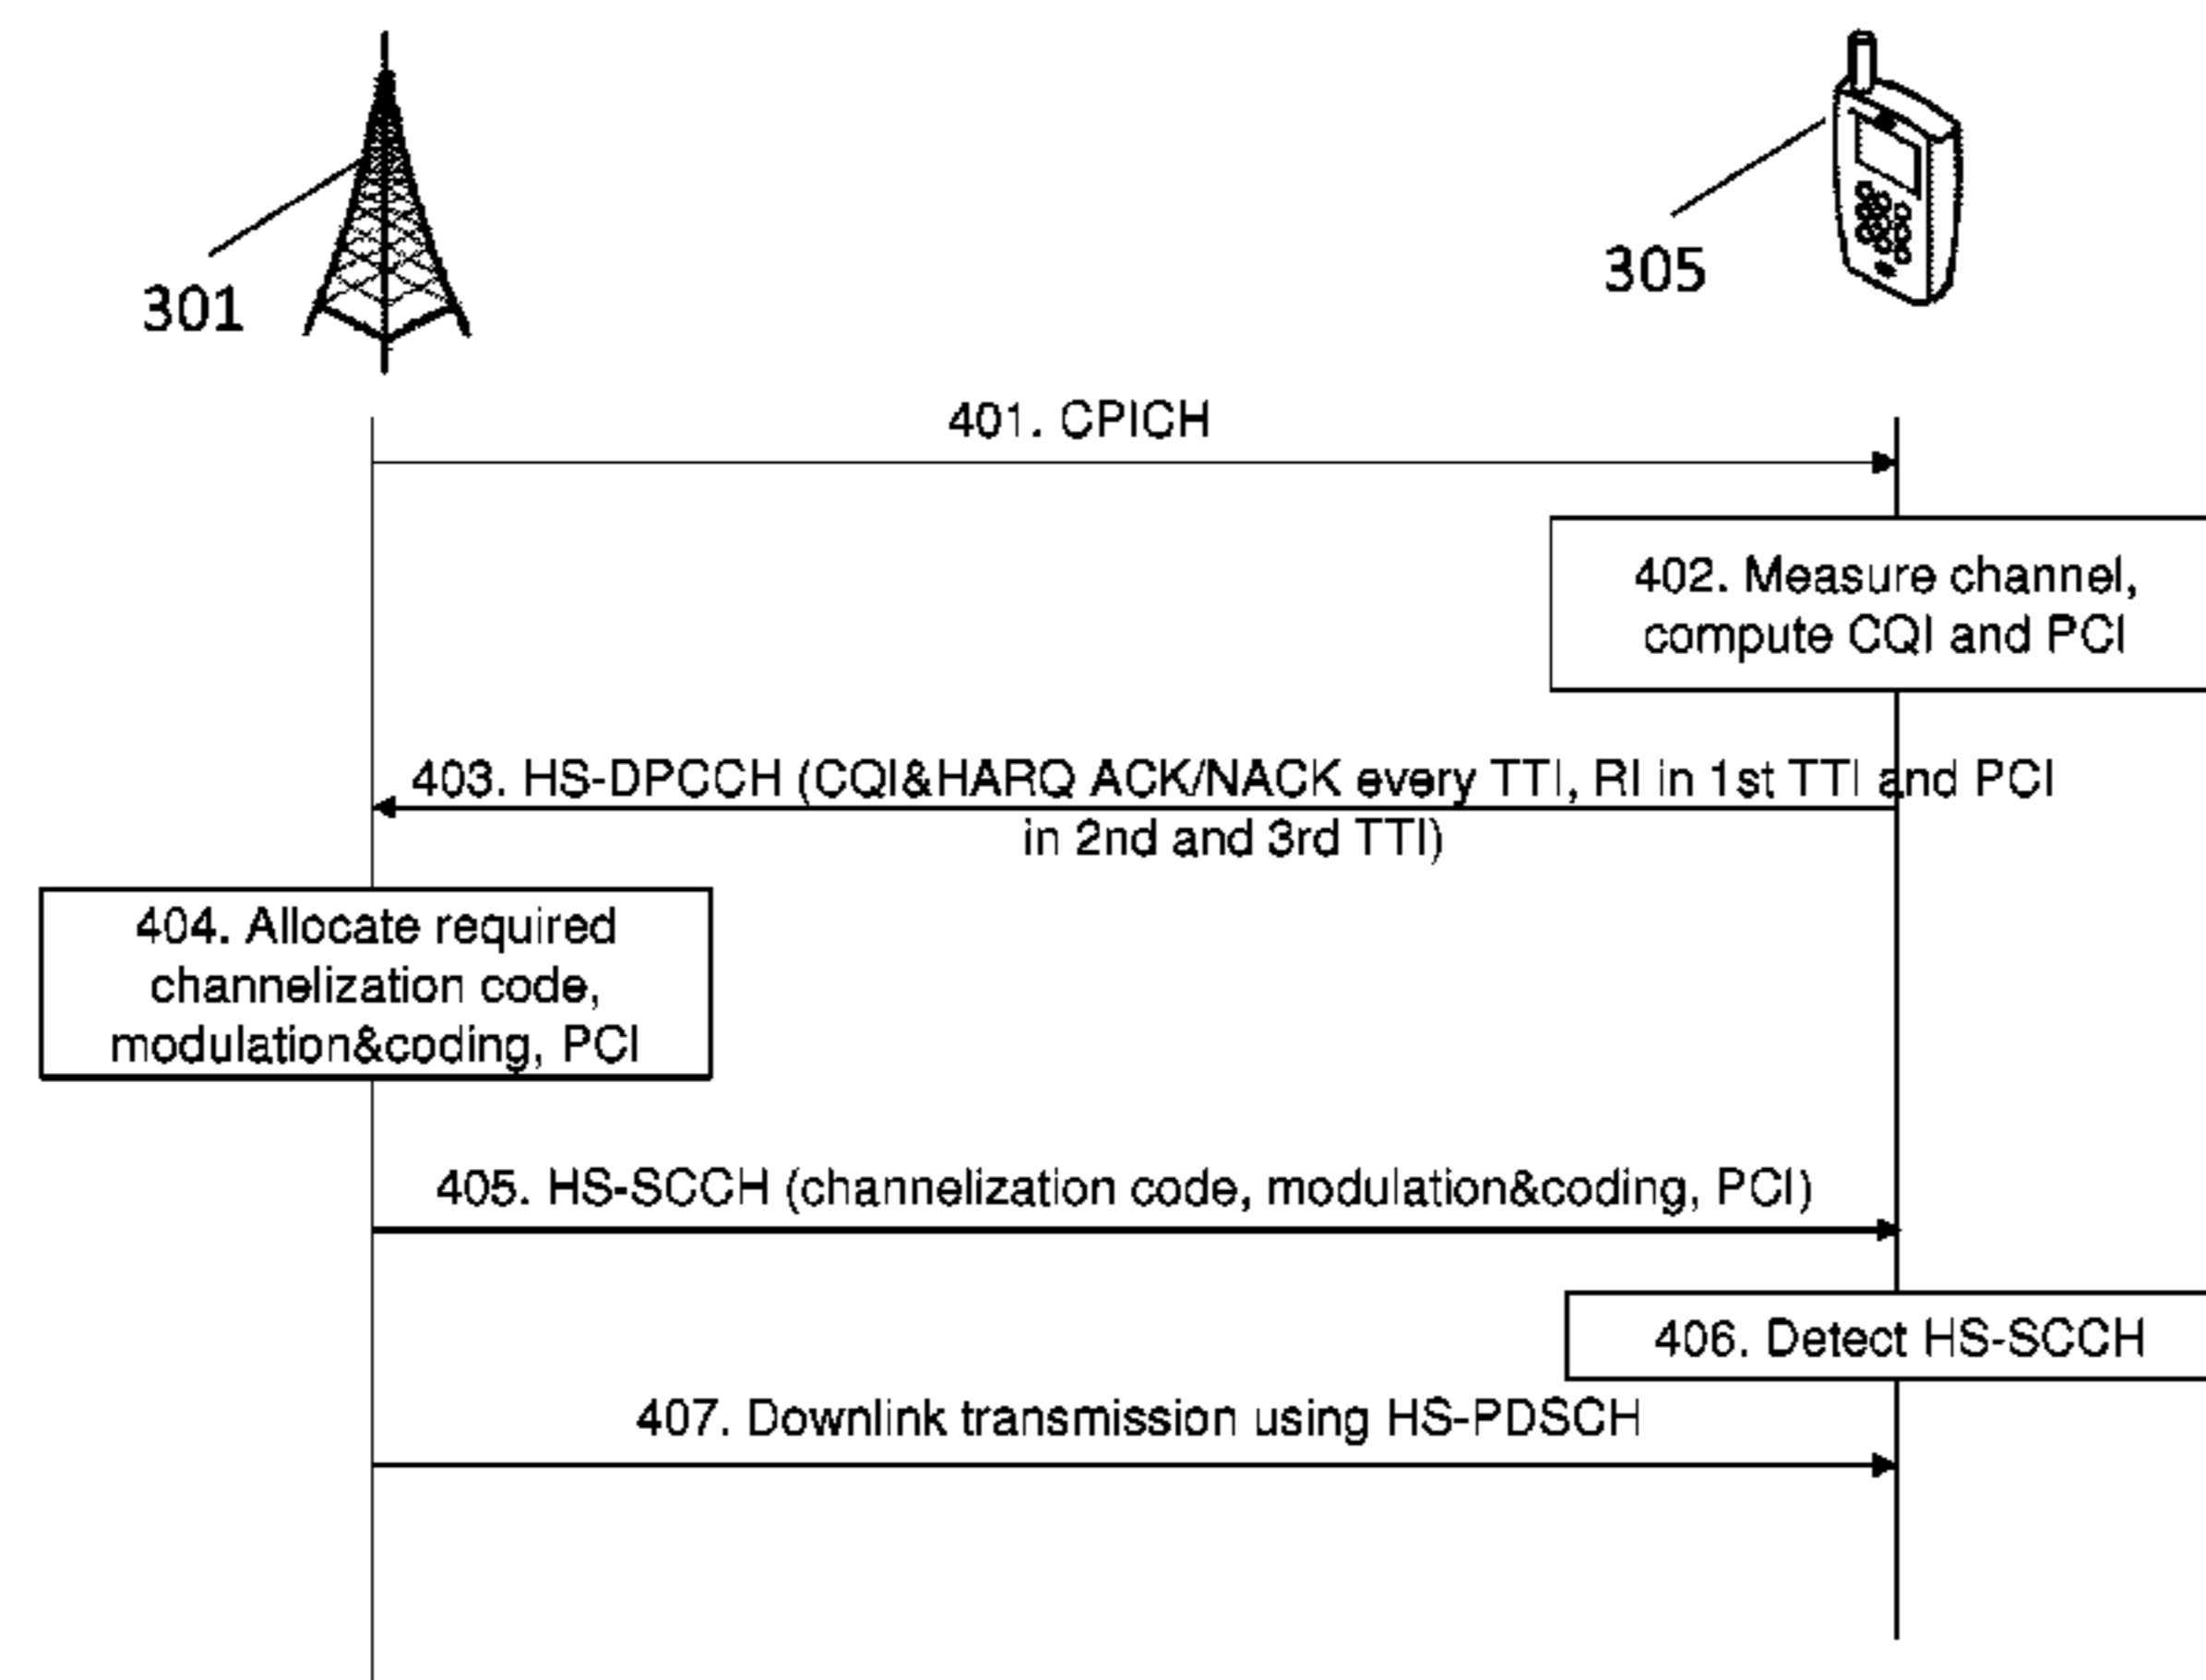 301
305
401. CPICH
402. Measure channel,
compute CQI and PCI
403. HS-DPCCH (CQI&HARQ ACK/NACK every TTI, RI in 1st TTI and PCI
in 2nd and 3rd TTI)
404. Allocate required
channelization code,
modulation&coding, PCI
405. HS-SCCH (channelization code, modulation&coding, PCI)
406. Detect HS-SCCH
407. Downlink transmission using HS-PDSCH